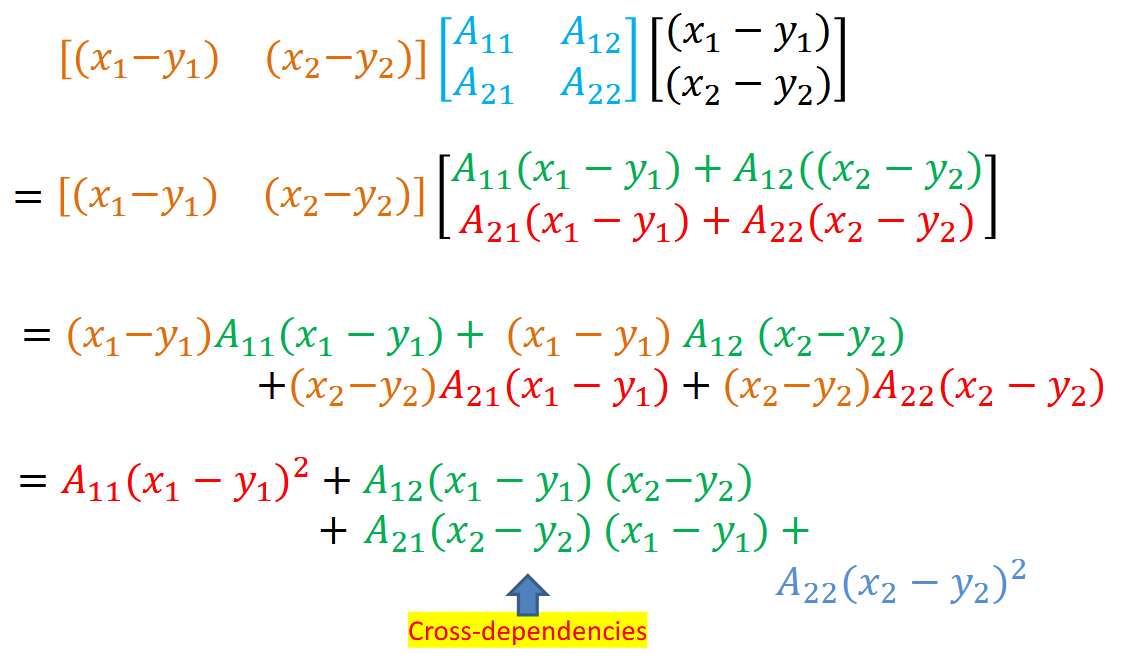 [(x₁−y₁) (x₂−y₂)] [A₁₁ A₁₂] [(x₁ − y₁)]
[A₂₁ A₂₂] [(x₂ − y₂)]
= [(x₁−y₁) (x₂−y₂)] [A₁₁(x₁ − y₁) + A₁₂((x₂ − y₂)]
[A₂₁(x₁ − y₁) + A₂₂(x₂ − y₂)]
= (x₁−y₁)A₁₁(x₁ − y₁) + (x₁ − y₁) A₁₂ (x₂−y₂)
+(x₂−y₂)A₂₁(x₁ − y₁) + (x₂−y₂)A₂₂(x₂ − y₂)
= A₁₁(x₁ − y₁)² + A₁₂(x₁ − y₁) (x₂−y₂)
+ A₂₁(x₂ − y₂) (x₁ − y₁) +
A₂₂(x₂ − y₂)²
Cross-dependencies